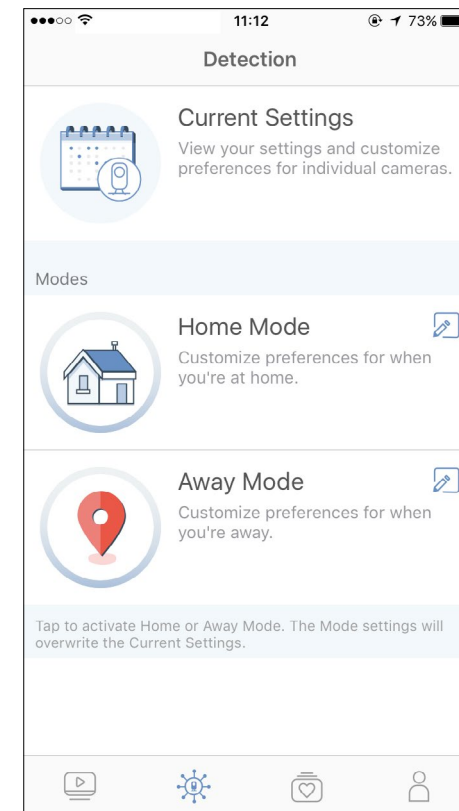 11:12
73%
Detection
Current Settings
View your settings and customize
preferences for individual cameras.
Modes
Home Mode
Customize preferences for when
you're at home.
Away Mode
Customize preferences for when
you're away.
Tap to activate Home or Away Mode. The Mode settings will
overwrite the Current Settings.